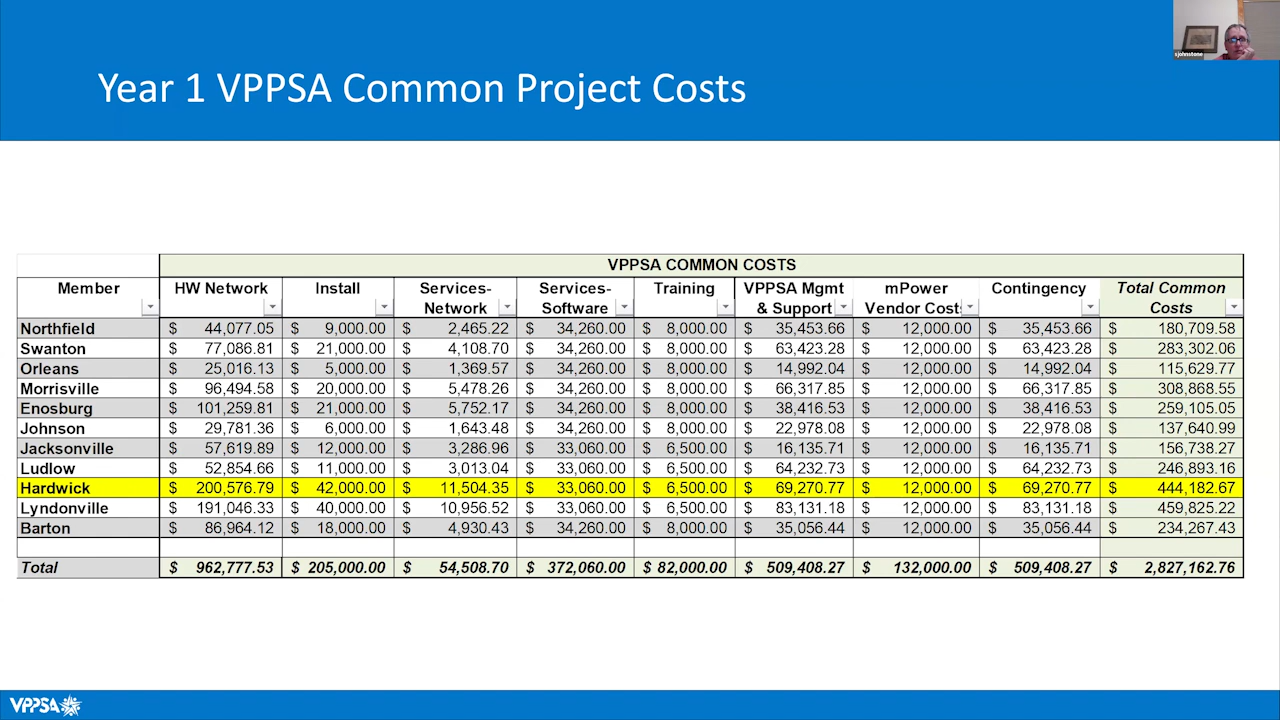 sjohnstone
Year 1 VPPSA Common Project Costs
VPPSA COMMON COSTS
Member HW Network Install Services-Network Services-Software Training VPPSA Mgmt & Support mPower Vendor Costs Contingency Total Common Costs
Northfield $ 44,077.05 $ 9,000.00 $ 2,465.22 $ 34,260.00 $ 8,000.00 $ 35,453.66 $ 12,000.00 $ 35,453.66 $ 180,709.58
Swanton $ 77,086.81 $ 21,000.00 $ 4,108.70 $ 34,260.00 $ 8,000.00 $ 63,423.28 $ 12,000.00 $ 63,423.28 $ 283,302.06
Orleans $ 25,016.13 $ 5,000.00 $ 1,369.57 $ 34,260.00 $ 8,000.00 $ 14,992.04 $ 12,000.00 $ 14,992.04 $ 115,629.77
Morrisville $ 96,494.58 $ 20,000.00 $ 5,478.26 $ 34,260.00 $ 8,000.00 $ 66,317.85 $ 12,000.00 $ 66,317.85 $ 308,868.55
Enosburg $ 101,259.81 $ 21,000.00 $ 5,752.17 $ 34,260.00 $ 8,000.00 $ 38,416.53 $ 12,000.00 $ 38,416.53 $ 259,105.05
Johnson $ 29,781.36 $ 6,000.00 $ 1,643.48 $ 34,260.00 $ 8,000.00 $ 22,978.08 $ 12,000.00 $ 22,978.08 $ 137,640.99
Jacksonville $ 57,619.89 $ 12,000.00 $ 3,286.96 $ 33,060.00 $ 6,500.00 $ 16,135.71 $ 12,000.00 $ 16,135.71 $ 156,738.27
Ludlow $ 52,854.66 $ 11,000.00 $ 3,013.04 $ 33,060.00 $ 6,500.00 $ 64,232.73 $ 12,000.00 $ 64,232.73 $ 246,893.16
Hardwick $ 200,576.79 $ 42,000.00 $ 11,504.35 $ 33,060.00 $ 6,500.00 $ 69,270.77 $ 12,000.00 $ 69,270.77 $ 444,182.67
Lyndonville $ 191,046.33 $ 40,000.00 $ 10,956.52 $ 33,060.00 $ 6,500.00 $ 83,131.18 $ 12,000.00 $ 83,131.18 $ 459,825.22
Barton $ 86,964.12 $ 18,000.00 $ 4,930.43 $ 34,260.00 $ 8,000.00 $ 35,056.44 $ 12,000.00 $ 35,056.44 $ 234,267.43
Total $ 962,777.53 $ 205,000.00 $ 54,508.70 $ 372,060.00 $ 82,000.00 $ 509,408.27 $ 132,000.00 $ 509,408.27 $ 2,827,162.76
VPPSA